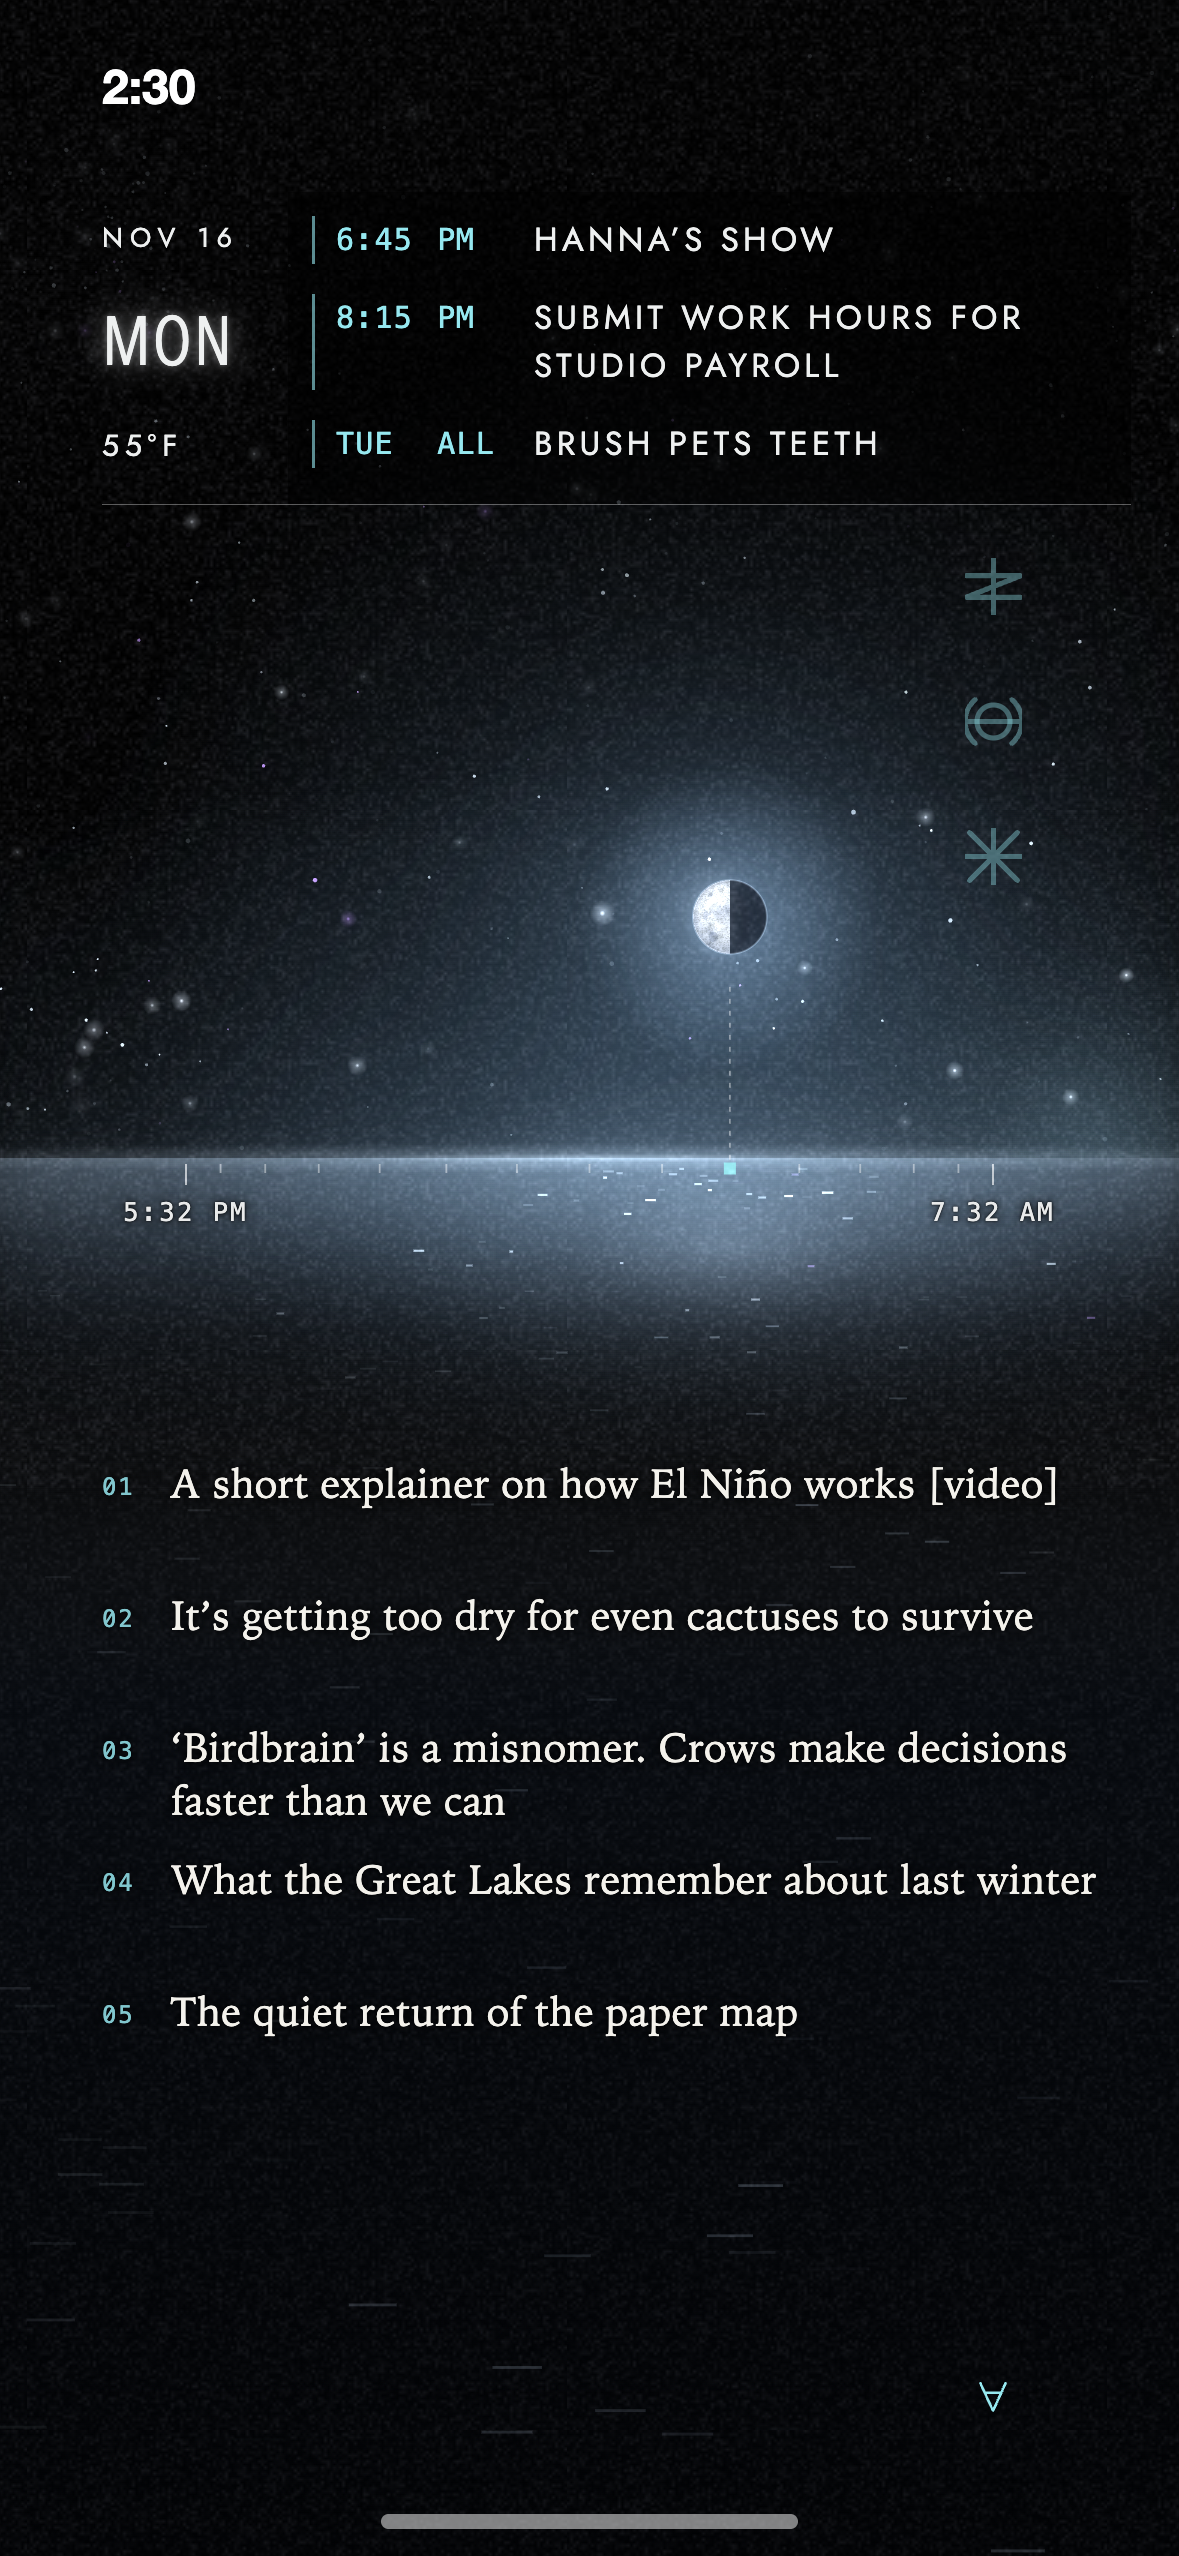 2:30
NOV 16
MON
55°F
6:45 PM HANNA’S SHOW
8:15 PM SUBMIT WORK HOURS FOR
STUDIO PAYROLL
TUE ALL BRUSH PETS TEETH
5:32 PM
7:32 AM
01 A short explainer on how El Niño works [video]
02 It’s getting too dry for even cactuses to survive
03 ‘Birdbrain’ is a misnomer. Crows make decisions
faster than we can
04 What the Great Lakes remember about last winter
05 The quiet return of the paper map
∀